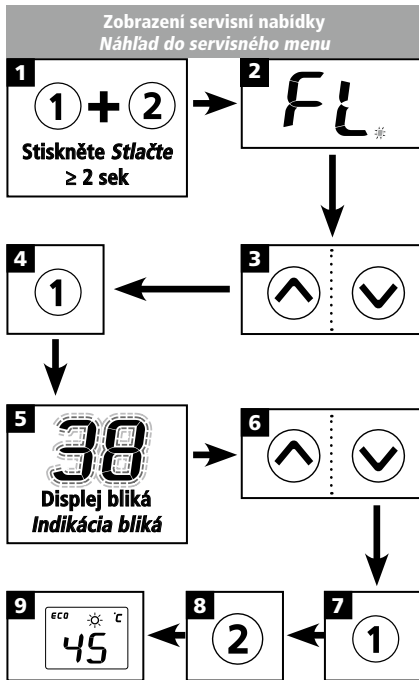 Zobrazení servisní nabídky
Náhľad do servisného menu
1
1 + 2
Stiskněte Stlačte
≥ 2 sek
2
FL
4
1
3
5
38
Displej bliká
Indikácia bliká
6
9
ECO °C
45
8
2
7
1